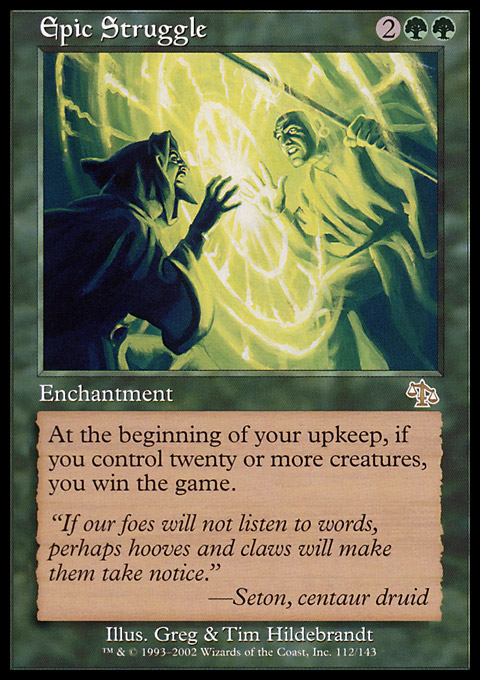 Epic Struggle 2
Enchantment
At the beginning of your upkeep, if
you control twenty or more creatures,
you win the game.
“If our foes will not listen to words,
perhaps hooves and claws will make
them take notice.”
—Seton, centaur druid
Illus. Greg & Tim Hildebrandt
™ & © 1993–2002 Wizards of the Coast, Inc. 112/143